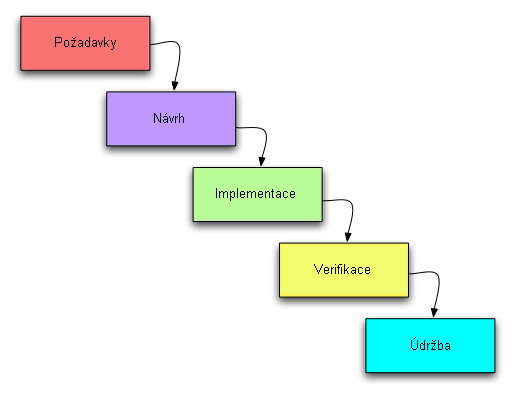 Požadavky
Návrh
Implementace
Verifikace
Údržba